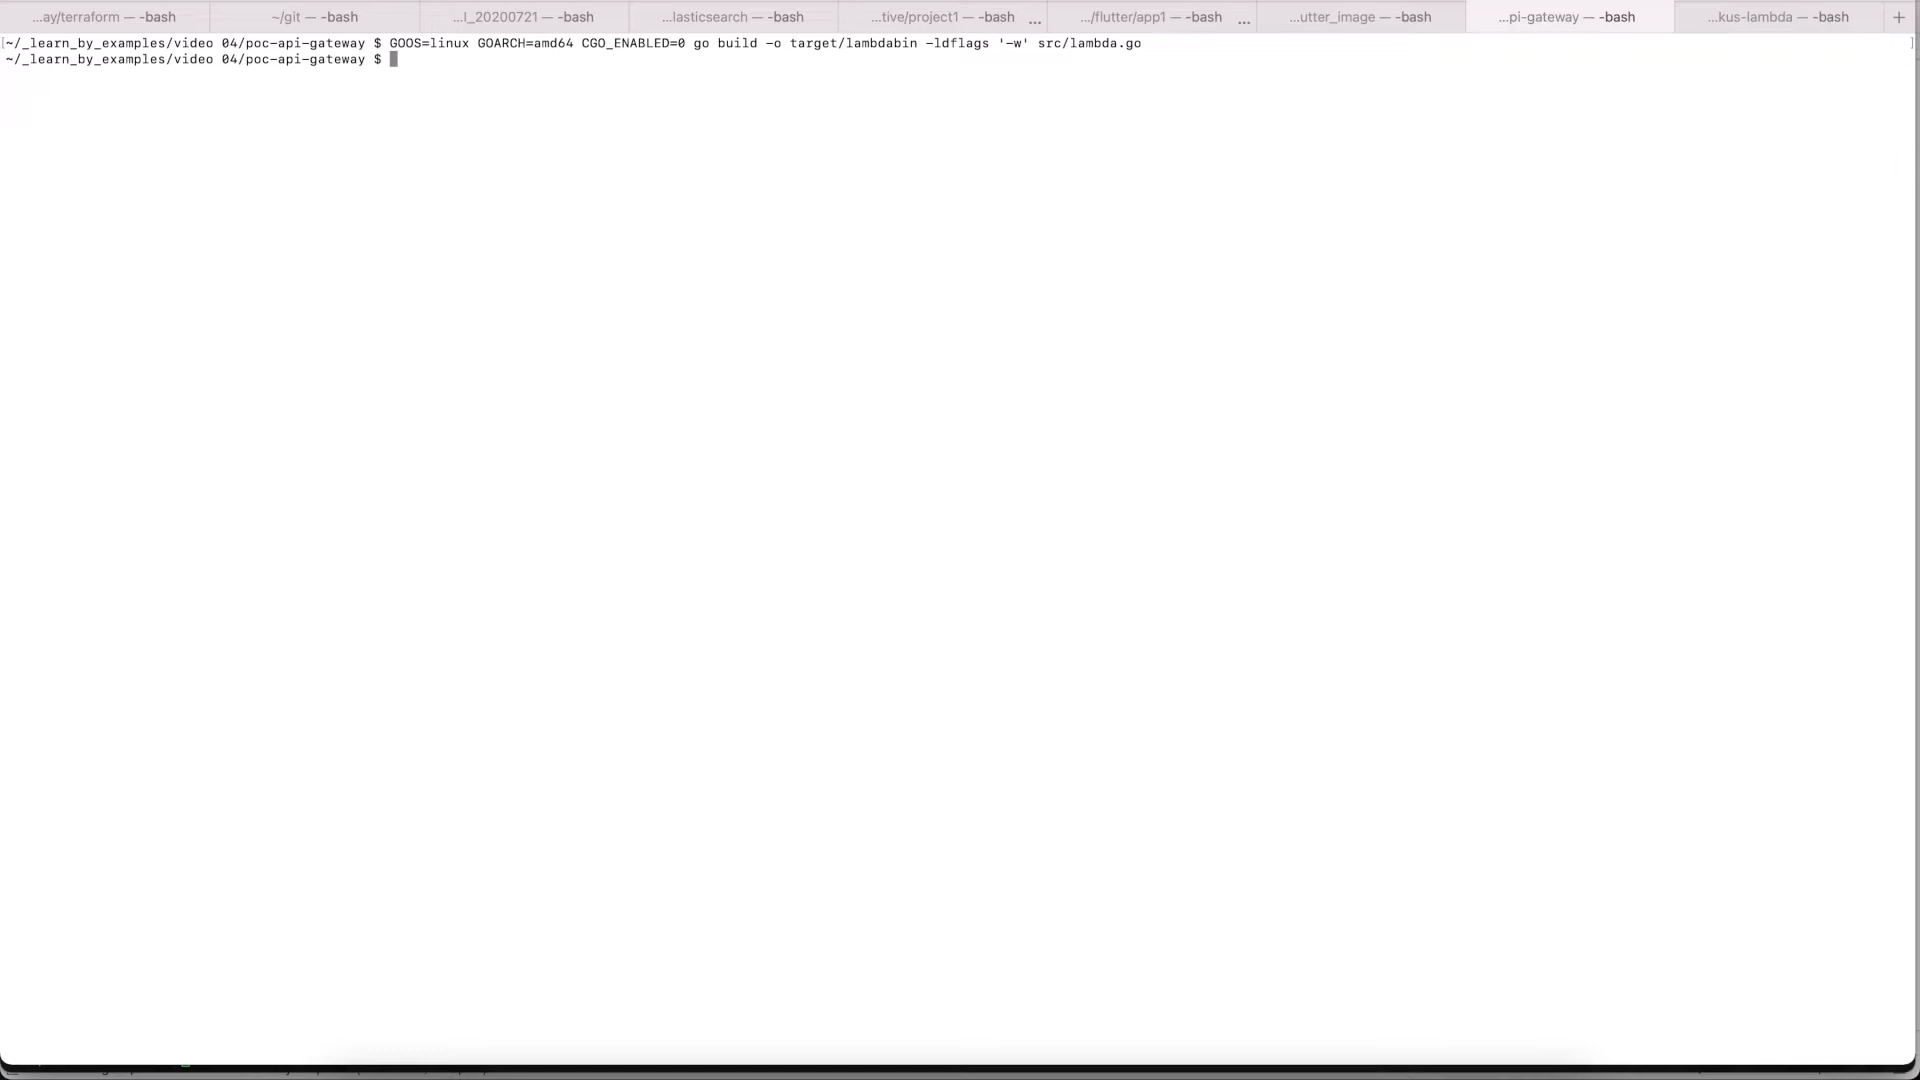 ...ay/terraform — -bash ~/git — -bash ...l_20200721 — -bash ...lasticsearch — -bash ...tive/project1 — -bash ... .../flutter/app1 — -bash ... ...utter_image — -bash ...pi-gateway — -bash ...kus-lambda — -bash +
[~/_learn_by_examples/video 04/poc-api-gateway $ GOOS=linux GOARCH=amd64 CGO_ENABLED=0 go build -o target/lambdabin -ldflags '-w' src/lambda.go ]
~/_learn_by_examples/video 04/poc-api-gateway $